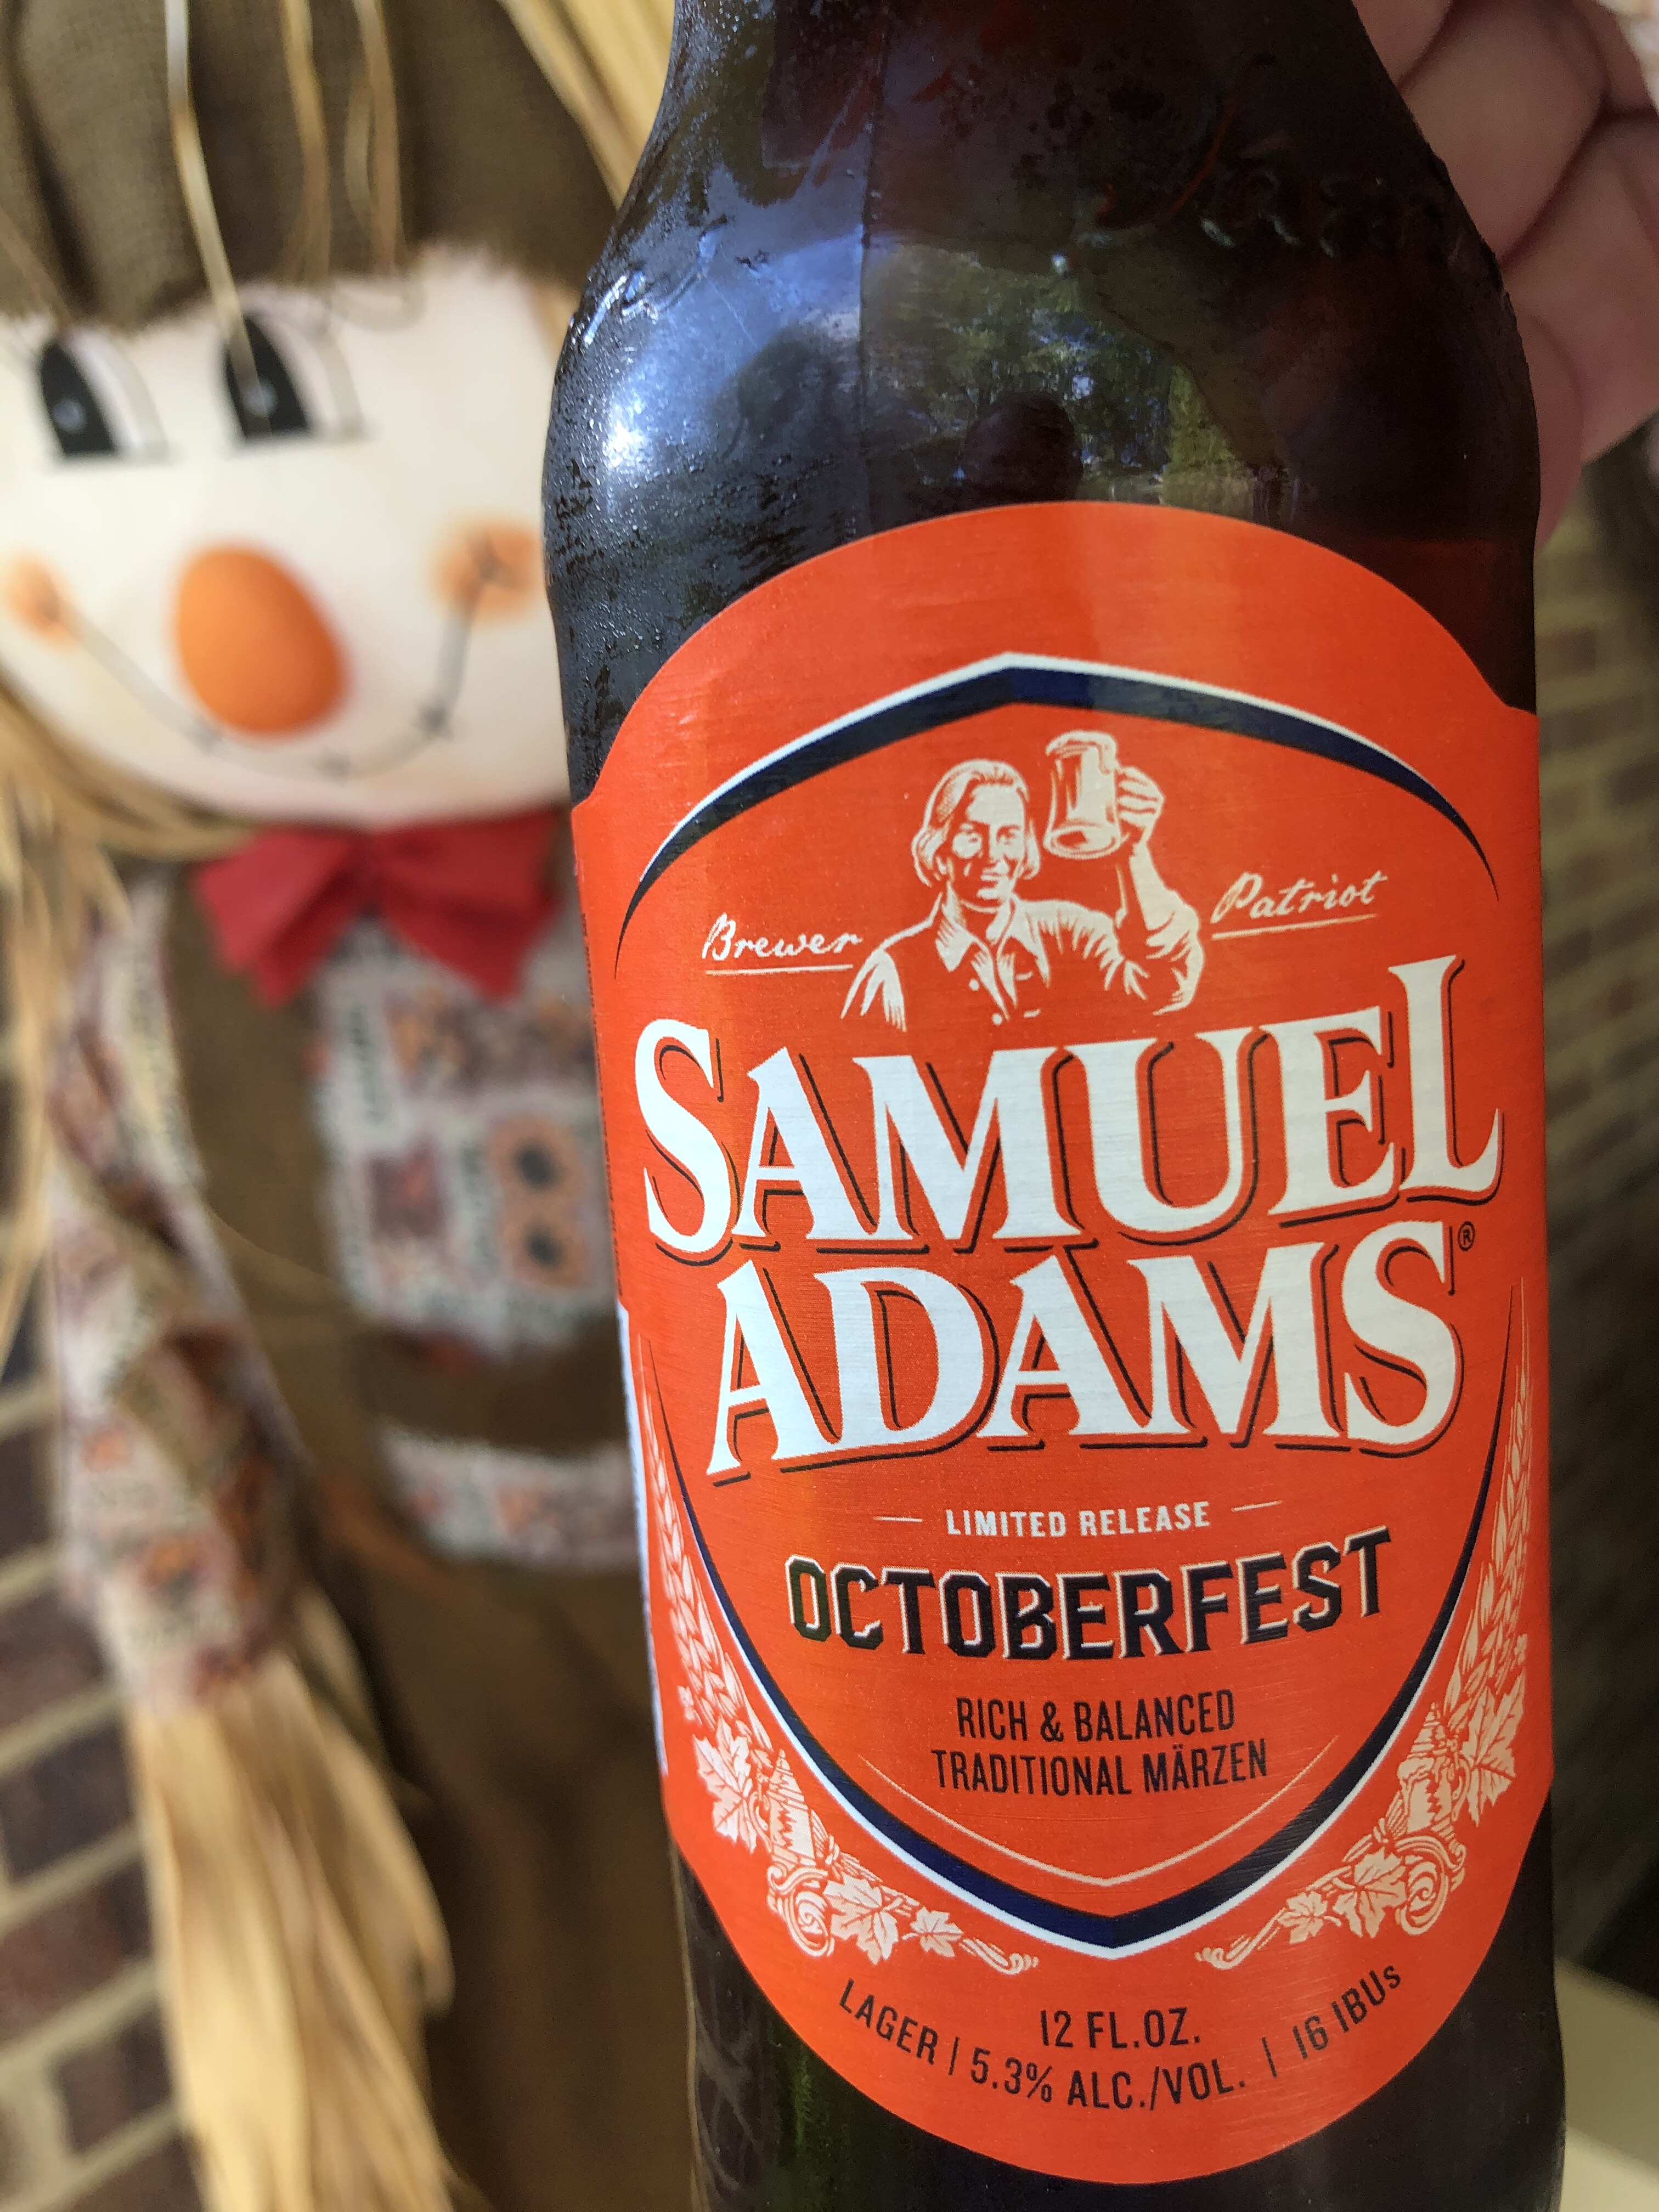 Brewer Patriot
SAMUEL
ADAMS®
LIMITED RELEASE
OCTOBERFEST
RICH & BALANCED
TRADITIONAL MÄRZEN
12 FL.OZ.
LAGER | 5.3% ALC./VOL. | 16 IBUs